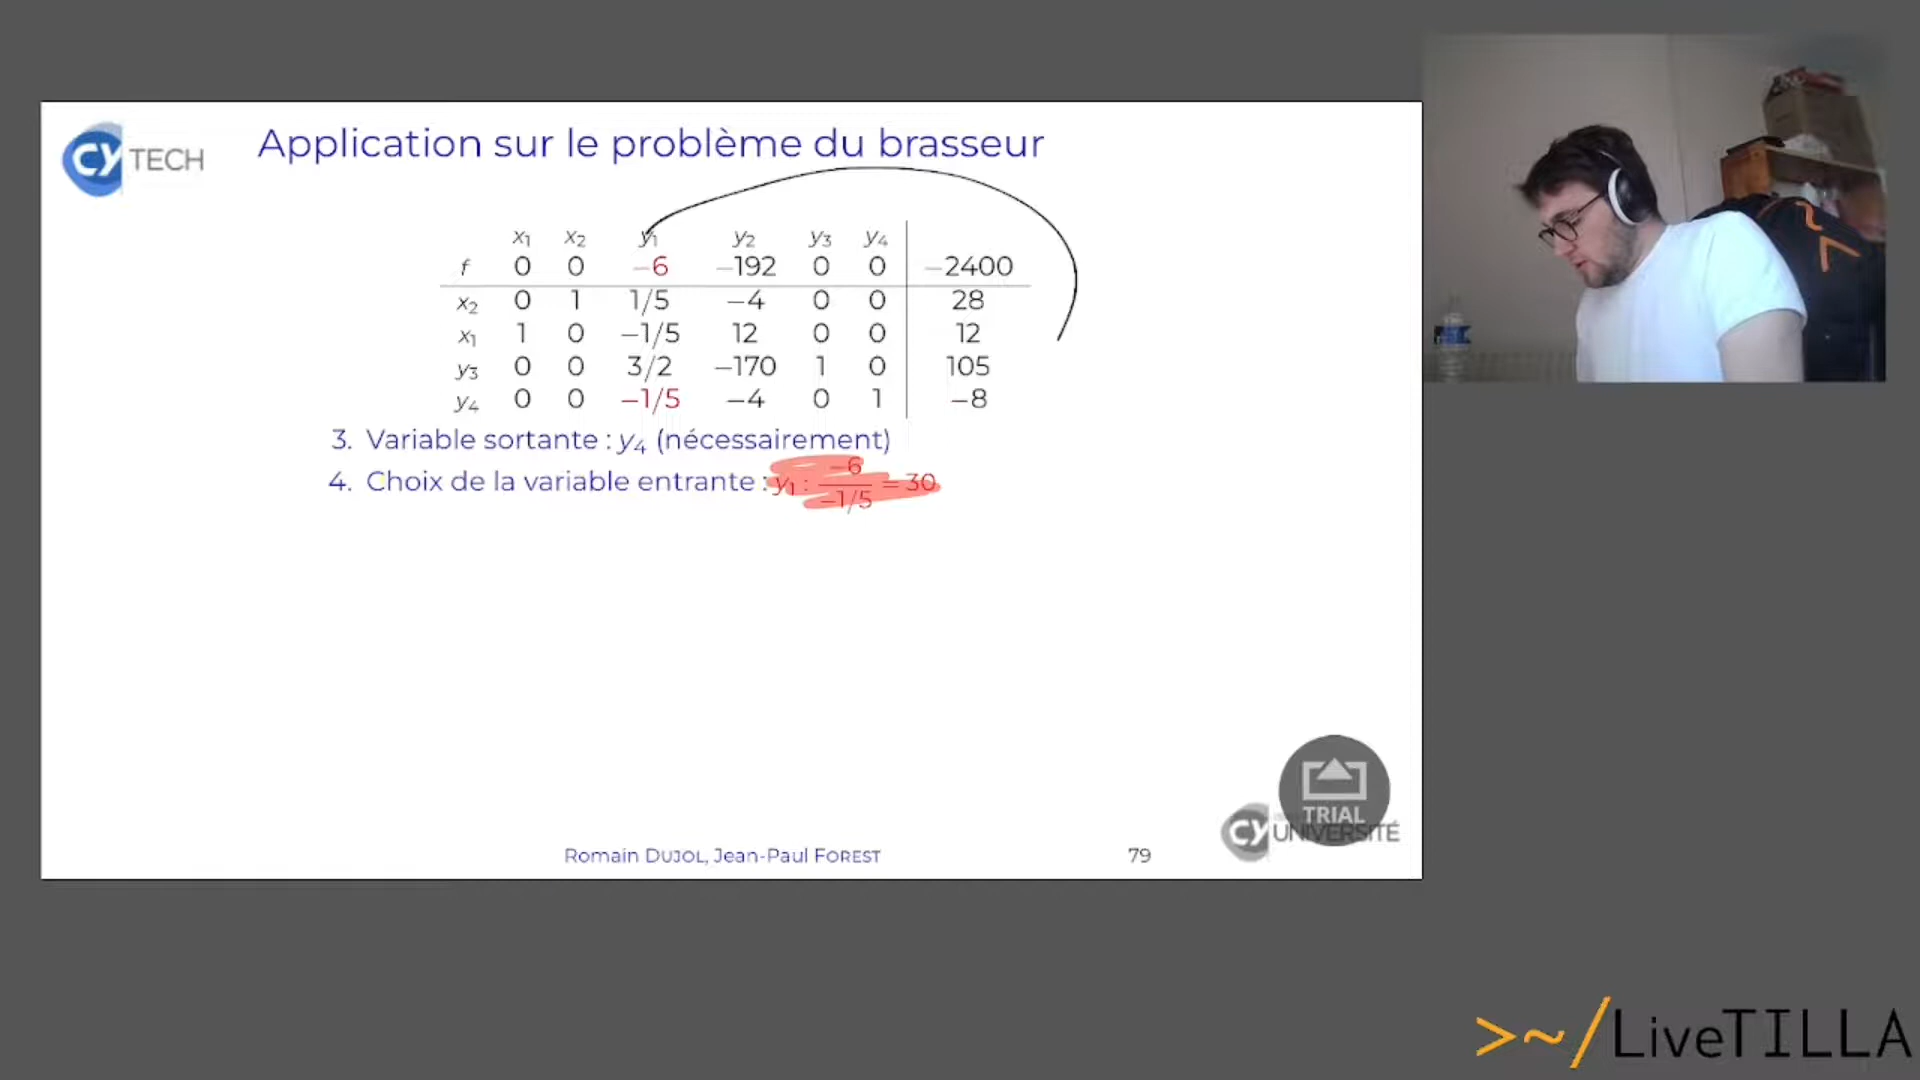 CY TECH
Application sur le problème du brasseur
x1 x2 y1 y2 y3 y4
f 0 0 −6 −192 0 0 −2400
x2 0 1 1/5 −4 0 0 28
x1 1 0 −1/5 12 0 0 12
y3 0 0 3/2 −170 1 0 105
y4 0 0 −1/5 −4 0 1 −8
3. Variable sortante : y4 (nécessairement)
4. Choix de la variable entrante : y1 : −6 / −1/5 = 30
TRIAL
CY UNIVERSITÉ
Romain DUJOL, Jean-Paul FOREST
79
>~/LiveTILLA